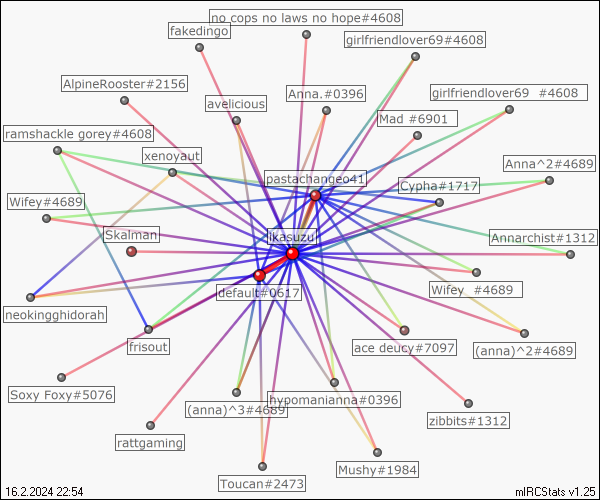 no cops no laws no hope#4608
fakedingo
girlfriendlover69#4608
AlpineRooster#2156
girlfriendlover69 #4608
avelicious
Anna.#0396
Mad #6901
ramshackle gorey#4608
xenoyaut
Anna^2#4689
pastachangeo41
Cypha#1717
Wifey#4689
Skalman
ikasuzu
Annarchist#1312
default#0617
Wifey #4689
neokingghidorah
frisout
ace deucy#7097
(anna)^2#4689
Soxy Foxy#5076
(anna)^3#4689
hypomanianna#0396
zibbits#1312
rattgaming
Mushy#1984
Toucan#2473
16.2.2024 22:54
mIRCStats v1.25